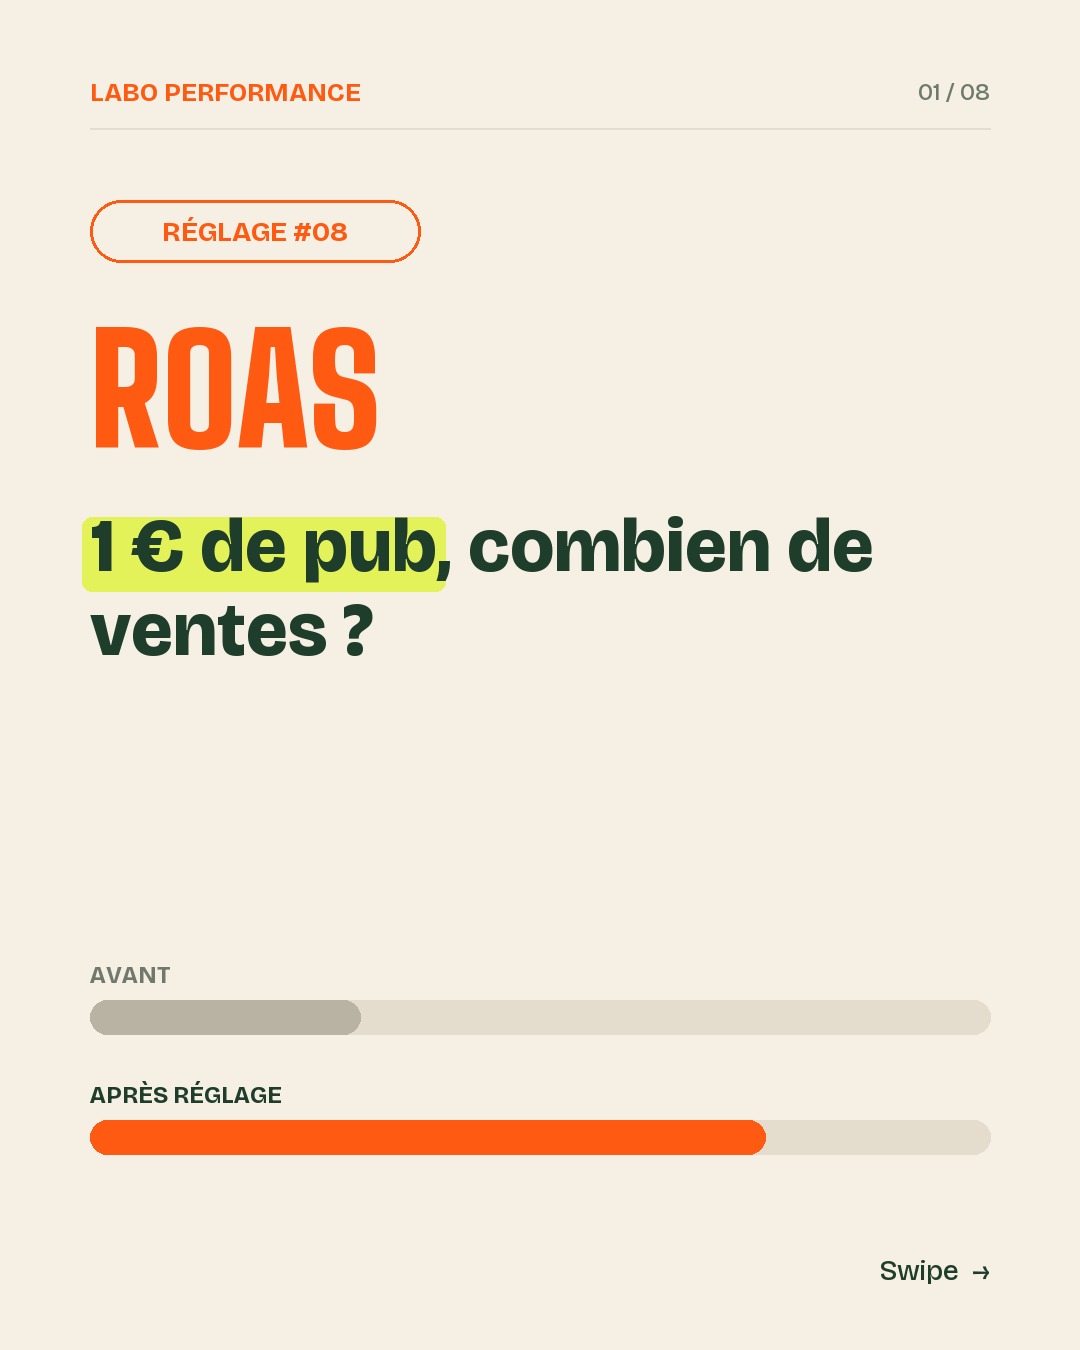 LABO PERFORMANCE
01 / 08
RÉGLAGE #08
ROAS
1 € de pub, combien de
ventes ?
AVANT
APRÈS RÉGLAGE
Swipe →